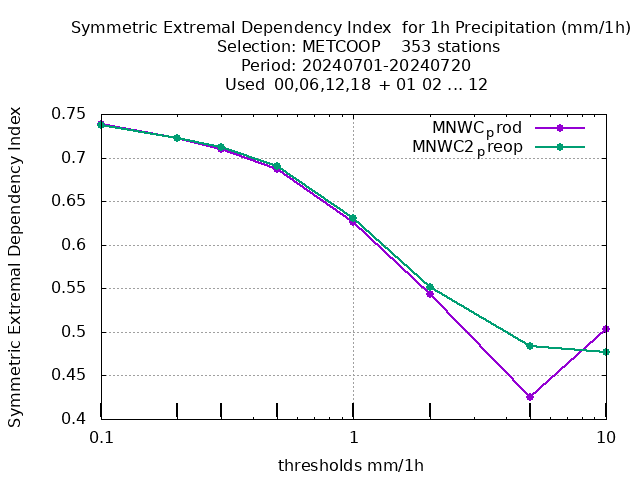 Symmetric Extremal Dependency Index  for 1h Precipitation (mm/1h)
Selection: METCOOP    353 stations
Period: 20240701-20240720
Used  00,06,12,18 + 01 02 ... 12
Symmetric Extremal Dependency Index
0.75
0.7
0.65
0.6
0.55
0.5
0.45
0.4
MNWCprod
MNWC2preop
0.1 1 10
thresholds mm/1h